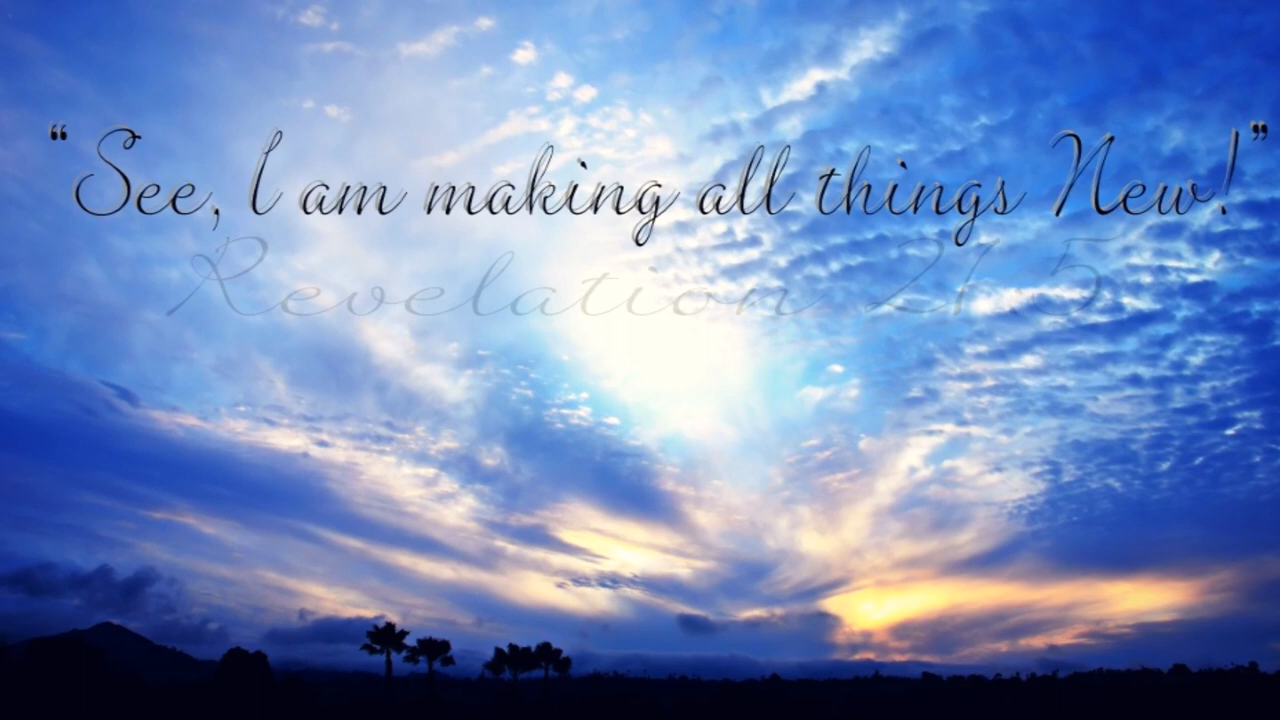 “See, I am making all things New!”
Revelation 21:5